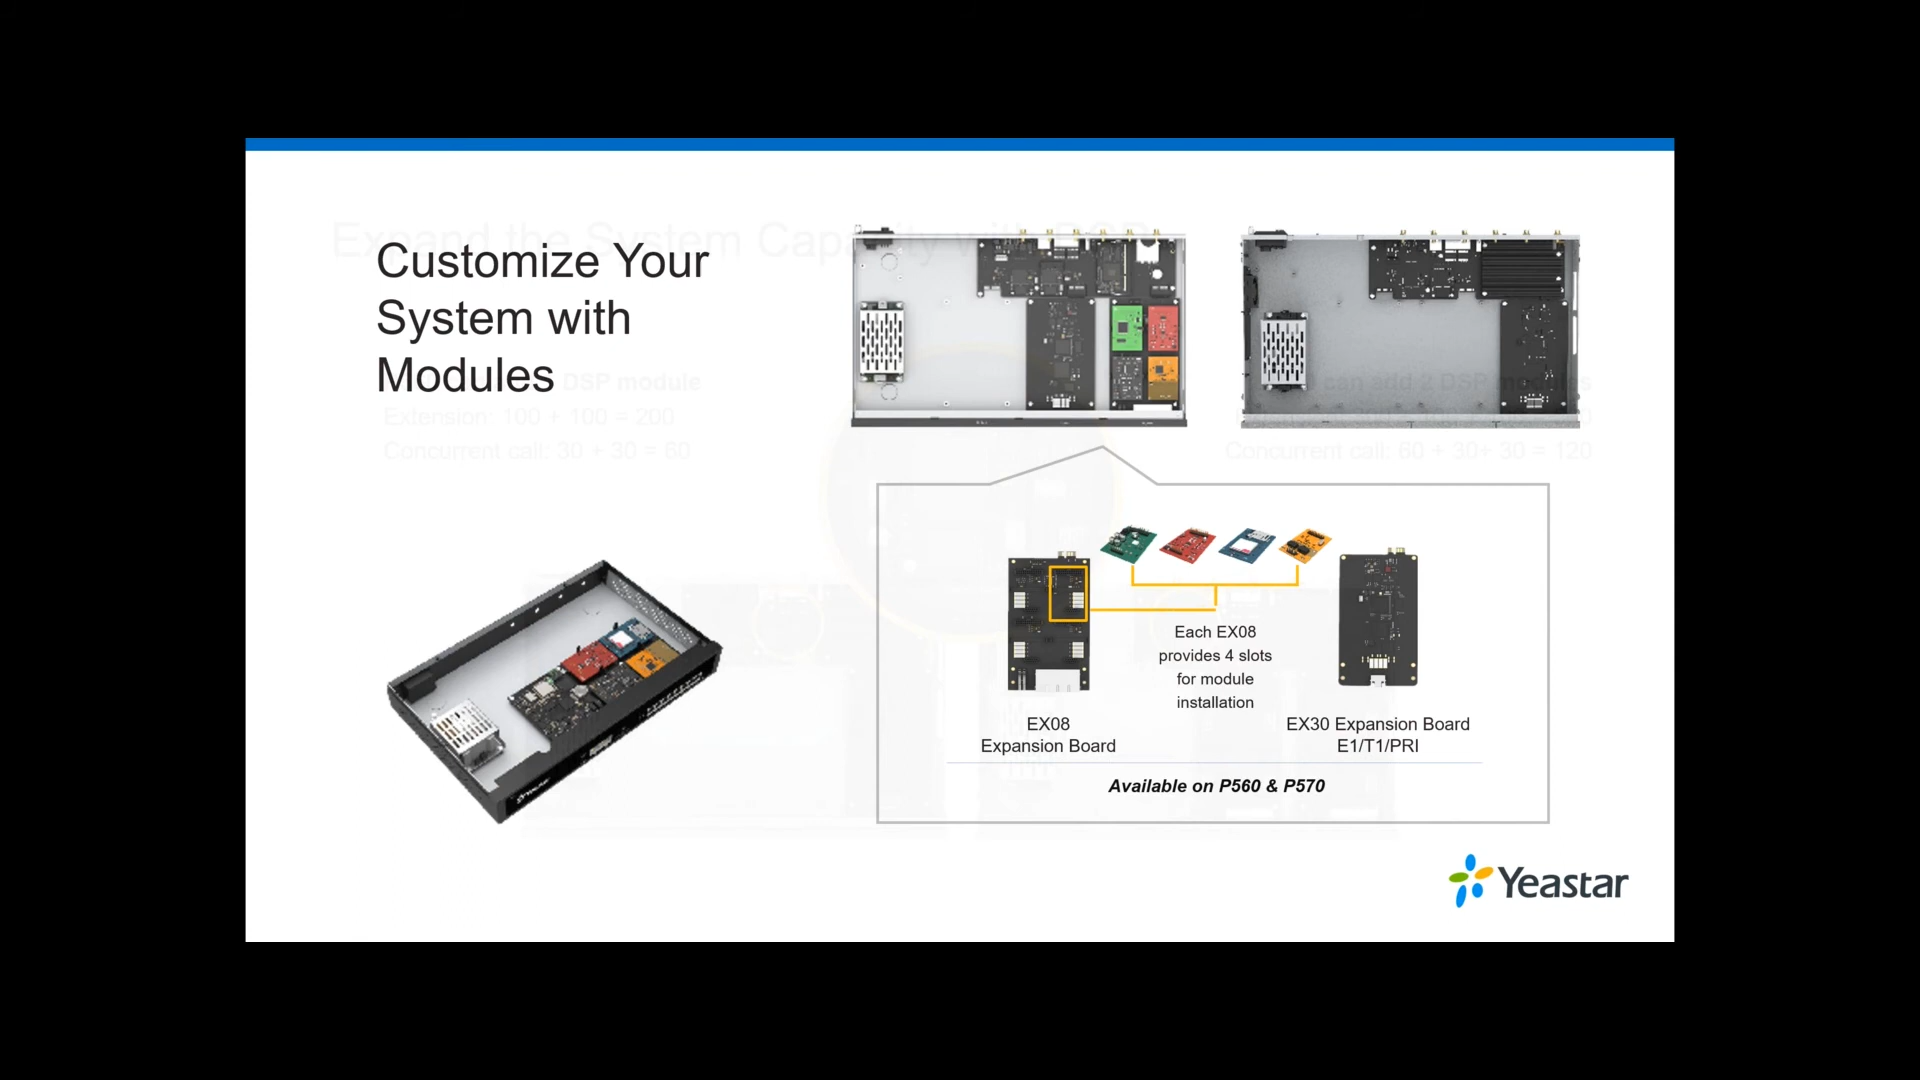 Expand the System Capacity with DSP
Customize Your
System with
Modules
DSP module
Extension: 100 + 100 = 200
Concurrent call: 30 + 30 = 60
can add 2 DSP modules
Concurrent call: 60 + 30+ 30 = 120
Each EX08
provides 4 slots
for module
installation
EX08
Expansion Board
EX30 Expansion Board
E1/T1/PRI
Available on P560 & P570
Yeastar